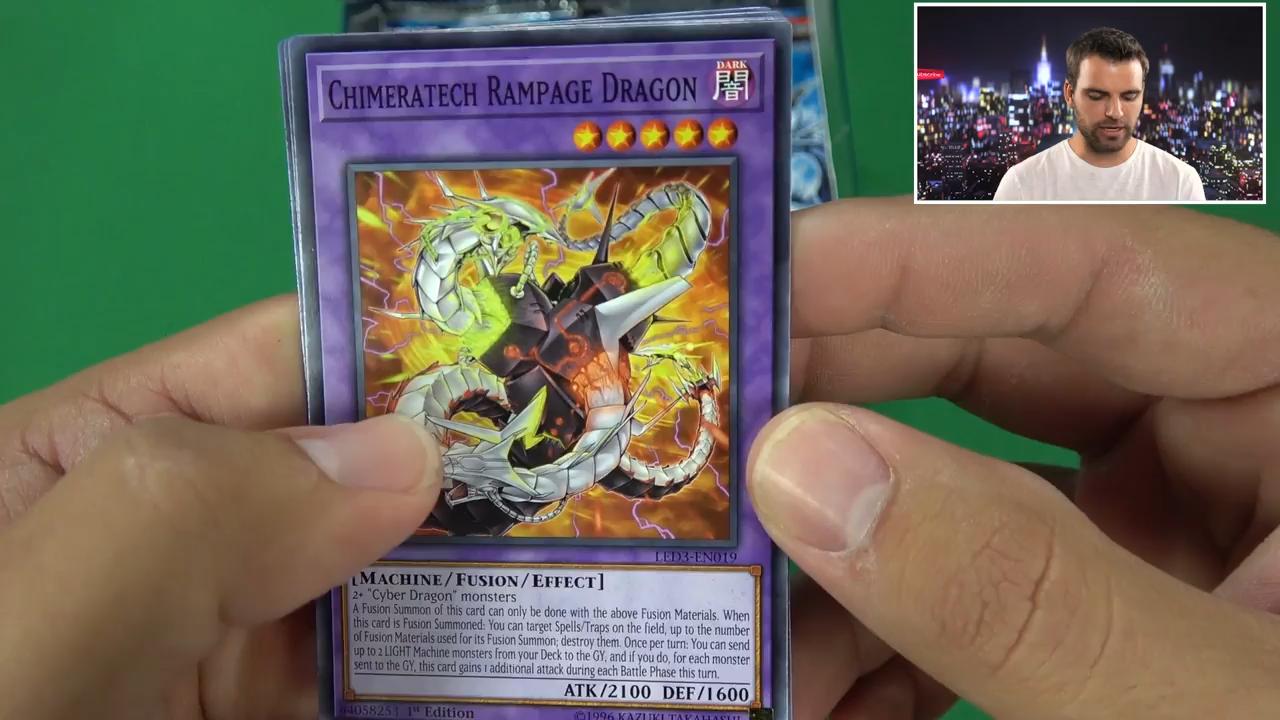 CHIMERATECH RAMPAGE DRAGON
DARK
闇
LED3-EN019
[MACHINE/FUSION/EFFECT]
2+ "Cyber Dragon" monsters
A Fusion Summon of this card can only be done with the above Fusion Materials. When
this card is Fusion Summoned: You can target Spells/Traps on the field, up to the number
of Fusion Materials used for its Fusion Summon; destroy them. Once per turn: You can send
up to 2 LIGHT Machine monsters from your Deck to the GY, and if you do, for each monster
sent to the GY, this card gains 1 additional attack during each Battle Phase this turn.
ATK/2100 DEF/1600
1st Edition
©1996 KAZUKI TAKAHASHI
subscribe